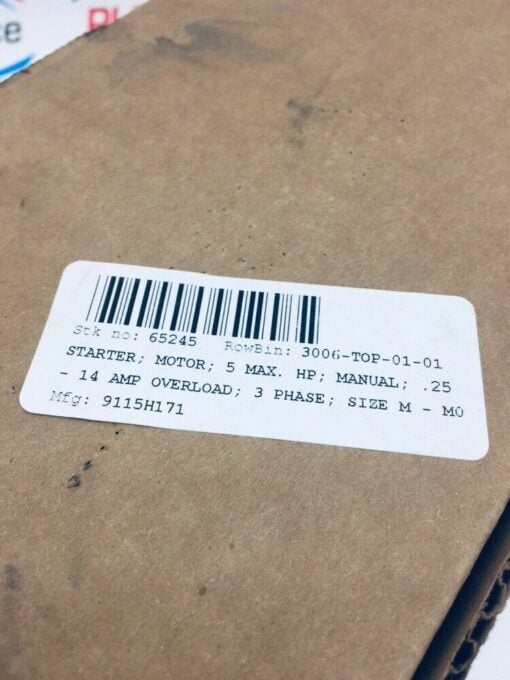 Stk no: 65245 RowBin: 3006-TOP-01-01
STARTER; MOTOR; 5 MAX. HP; MANUAL; .25
- 14 AMP OVERLOAD; 3 PHASE; SIZE M - M0
Mfg: 9115H171